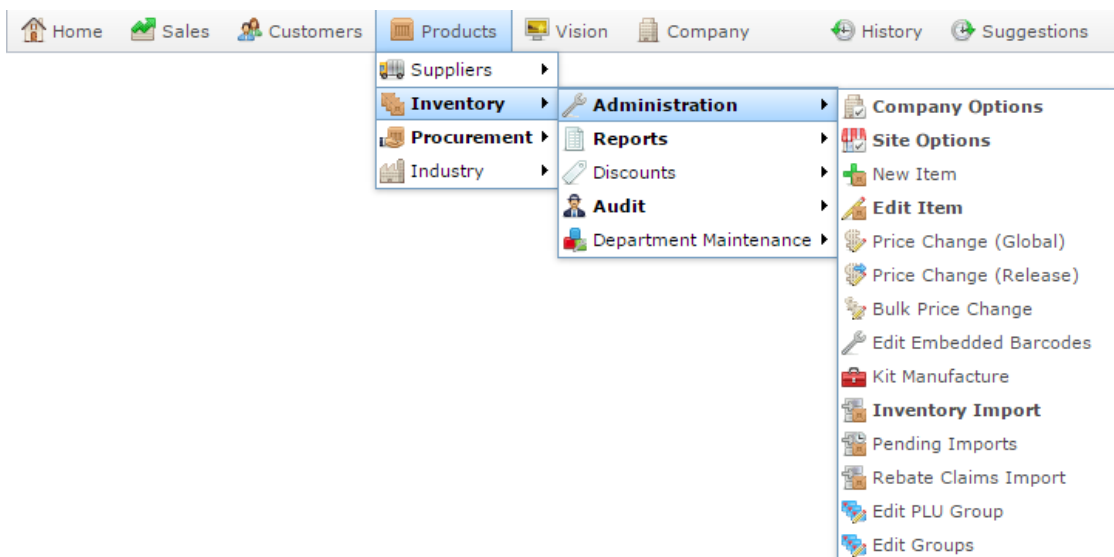 Home Sales Customers Products Vision Company History Suggestions
Suppliers
Inventory
Procurement
Industry
Administration
Reports
Discounts
Audit
Department Maintenance
Company Options
Site Options
New Item
Edit Item
Price Change (Global)
Price Change (Release)
Bulk Price Change
Edit Embedded Barcodes
Kit Manufacture
Inventory Import
Pending Imports
Rebate Claims Import
Edit PLU Group
Edit Groups